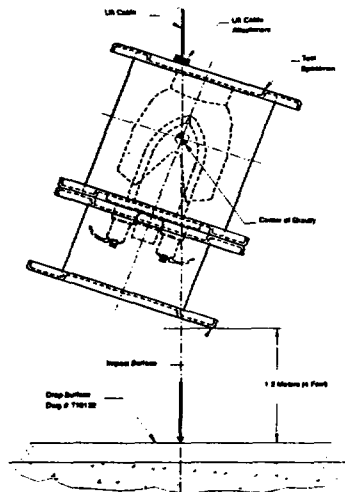 Lift Cable
Lift Cable
Attachment
Test
Specimen
Center of Gravity
Impact Surface
1.2 Meters (4 Feet)
Drop Surface
Dwg #